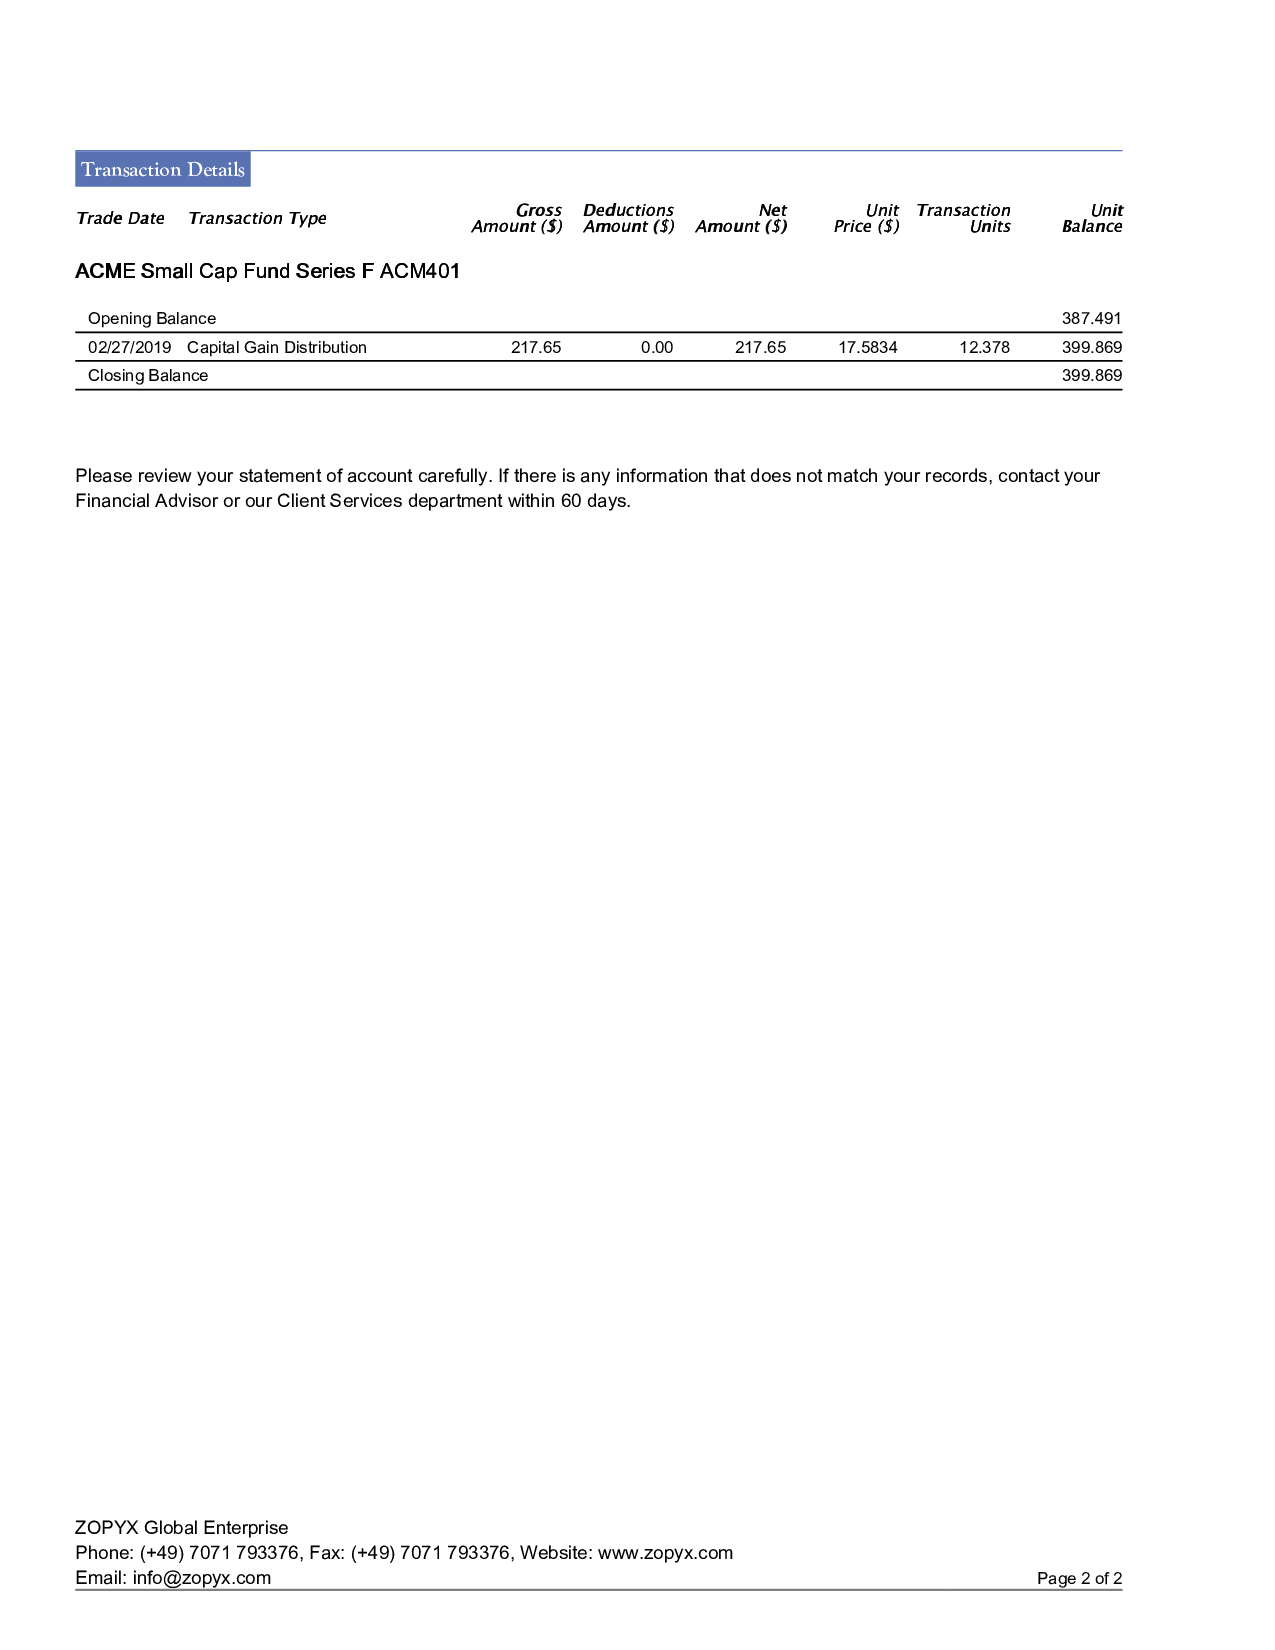 Transaction Details
Trade Date Transaction Type Gross Amount ($) Deductions Amount ($) Net Amount ($) Unit Price ($) Transaction Units Unit Balance
ACME Small Cap Fund Series F ACM401
Opening Balance 387.491
02/27/2019 Capital Gain Distribution 217.65 0.00 217.65 17.5834 12.378 399.869
Closing Balance 399.869
Please review your statement of account carefully. If there is any information that does not match your records, contact your
Financial Advisor or our Client Services department within 60 days.
ZOPYX Global Enterprise
Phone: (+49) 7071 793376, Fax: (+49) 7071 793376, Website: www.zopyx.com
Email: info@zopyx.com Page 2 of 2